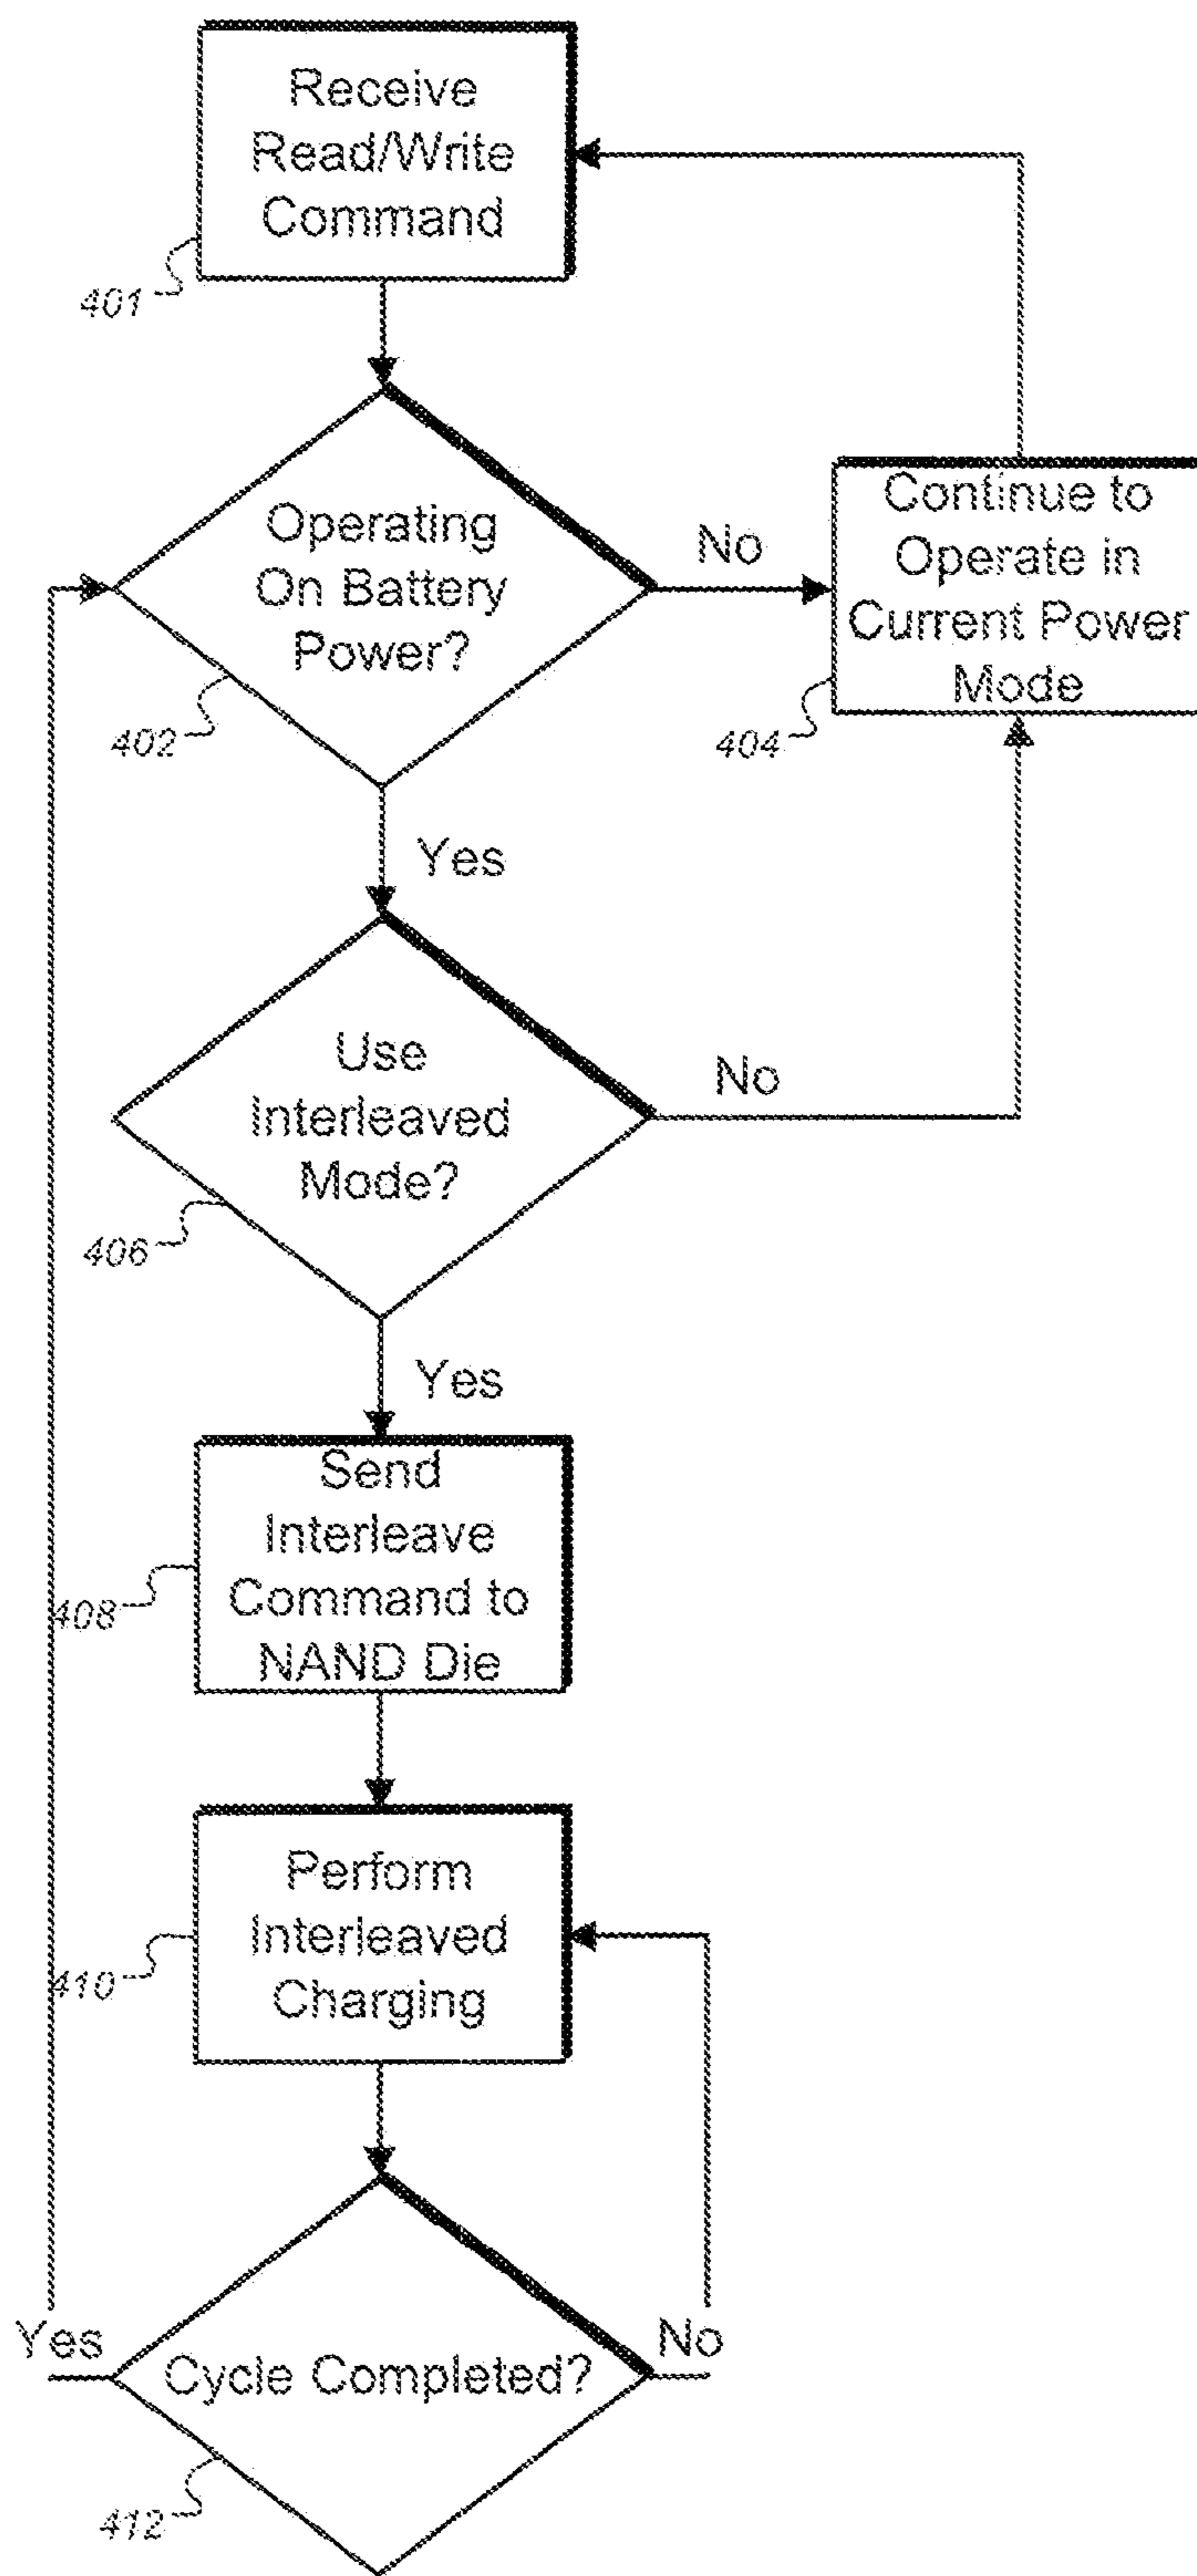 Receive
Read/Write
Command
401
Operating
On Battery
Power?
402
No
Continue to
Operate in
Current Power
Mode
404
Yes
Use
Interleaved
Mode?
406
No
Yes
Send
Interleave
Command to
NAND Die
408
Perform
Interleaved
Charging
410
Yes
Cycle Completed?
No
412